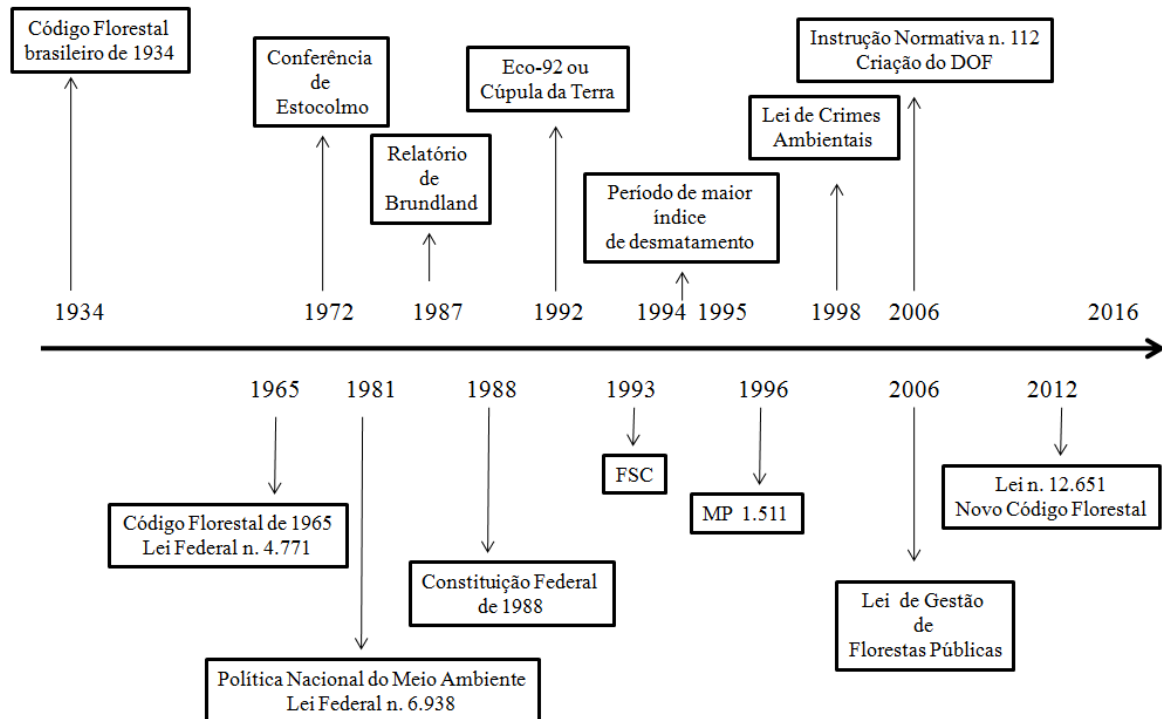 Código Florestal
brasileiro de 1934
Conferência
de
Estocolmo
Relatório
de
Brundland
Eco-92 ou
Cúpula da Terra
Período de maior
índice
de desmatamento
Lei de Crimes
Ambientais
Instrução Normativa n. 112
Criação do DOF
1934
1972
1987
1992
1994
1995
1998
2006
2016
1965
1981
1988
1993
1996
2006
2012
Código Florestal de 1965
Lei Federal n. 4.771
Política Nacional do Meio Ambiente
Lei Federal n. 6.938
Constituição Federal
de 1988
FSC
MP 1.511
Lei de Gestão
de
Florestas Públicas
Lei n. 12.651
Novo Código Florestal